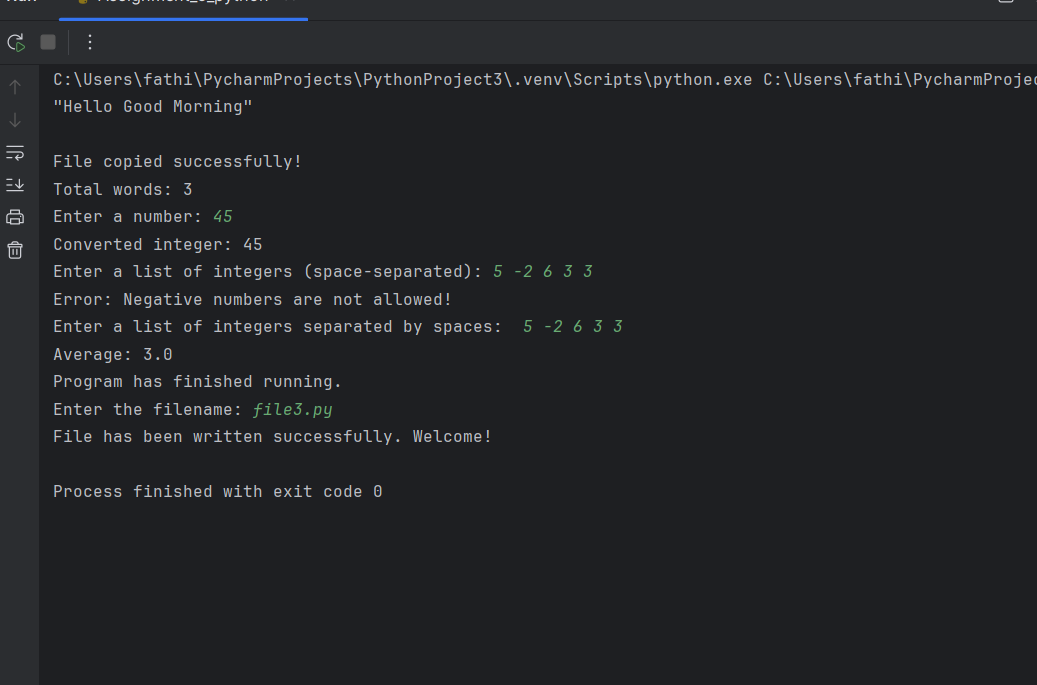 C:\Users\fathi\PycharmProjects\PythonProject3\.venv\Scripts\python.exe C:\Users\fathi\PycharmProjec
"Hello Good Morning"
File copied successfully!
Total words: 3
Enter a number: 45
Converted integer: 45
Enter a list of integers (space-separated): 5 -2 6 3 3
Error: Negative numbers are not allowed!
Enter a list of integers separated by spaces:  5 -2 6 3 3
Average: 3.0
Program has finished running.
Enter the filename: file3.py
File has been written successfully. Welcome!
Process finished with exit code 0